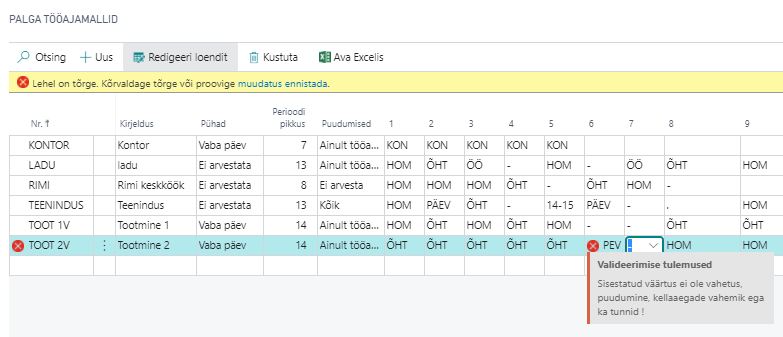 PALGA TÖÖAJAMALLID
Otsing Uus Redigeeri loendit Kustuta Ava Excelis
Lehel on tõrge. Kõrvaldage tõrge või proovige muudatus ennistada.
Perioodi
Nr. ↑ Kirjeldus Pühad pikkus Puudumised 1 2 3 4 5 6 7 8 9
KONTOR Kontor Vaba päev 7 Ainult tööa... KON KON KON KON KON
LADU ladu Ei arvestata 13 Ainult tööa... HOM ÕHT ÖÖ - HOM - ÖÖ ÕHT HOM
RIMI Rimi keskköök Ei arvestata 8 Ei arvesta HOM HOM HOM ÕHT - ÕHT HOM -
TEENINDUS Teenindus Ei arvestata 13 Kõik HOM PÄEV ÕHT - 14-15 PÄEV - . HOM
TOOT 1V Tootmine 1 Vaba päev 14 Ainult tööa... HOM ÕHT HOM ÕHT HOM - - ÕHT ÕHT
TOOT 2V Tootmine 2 Vaba päev 14 Ainult tööa... ÕHT ÕHT ÕHT ÕHT ÕHT PEV - HOM HOM
Valideerimise tulemused
Sisestatud väärtus ei ole vahetus,
puudumine, kellaaegade vahemik ega
ka tunnid !